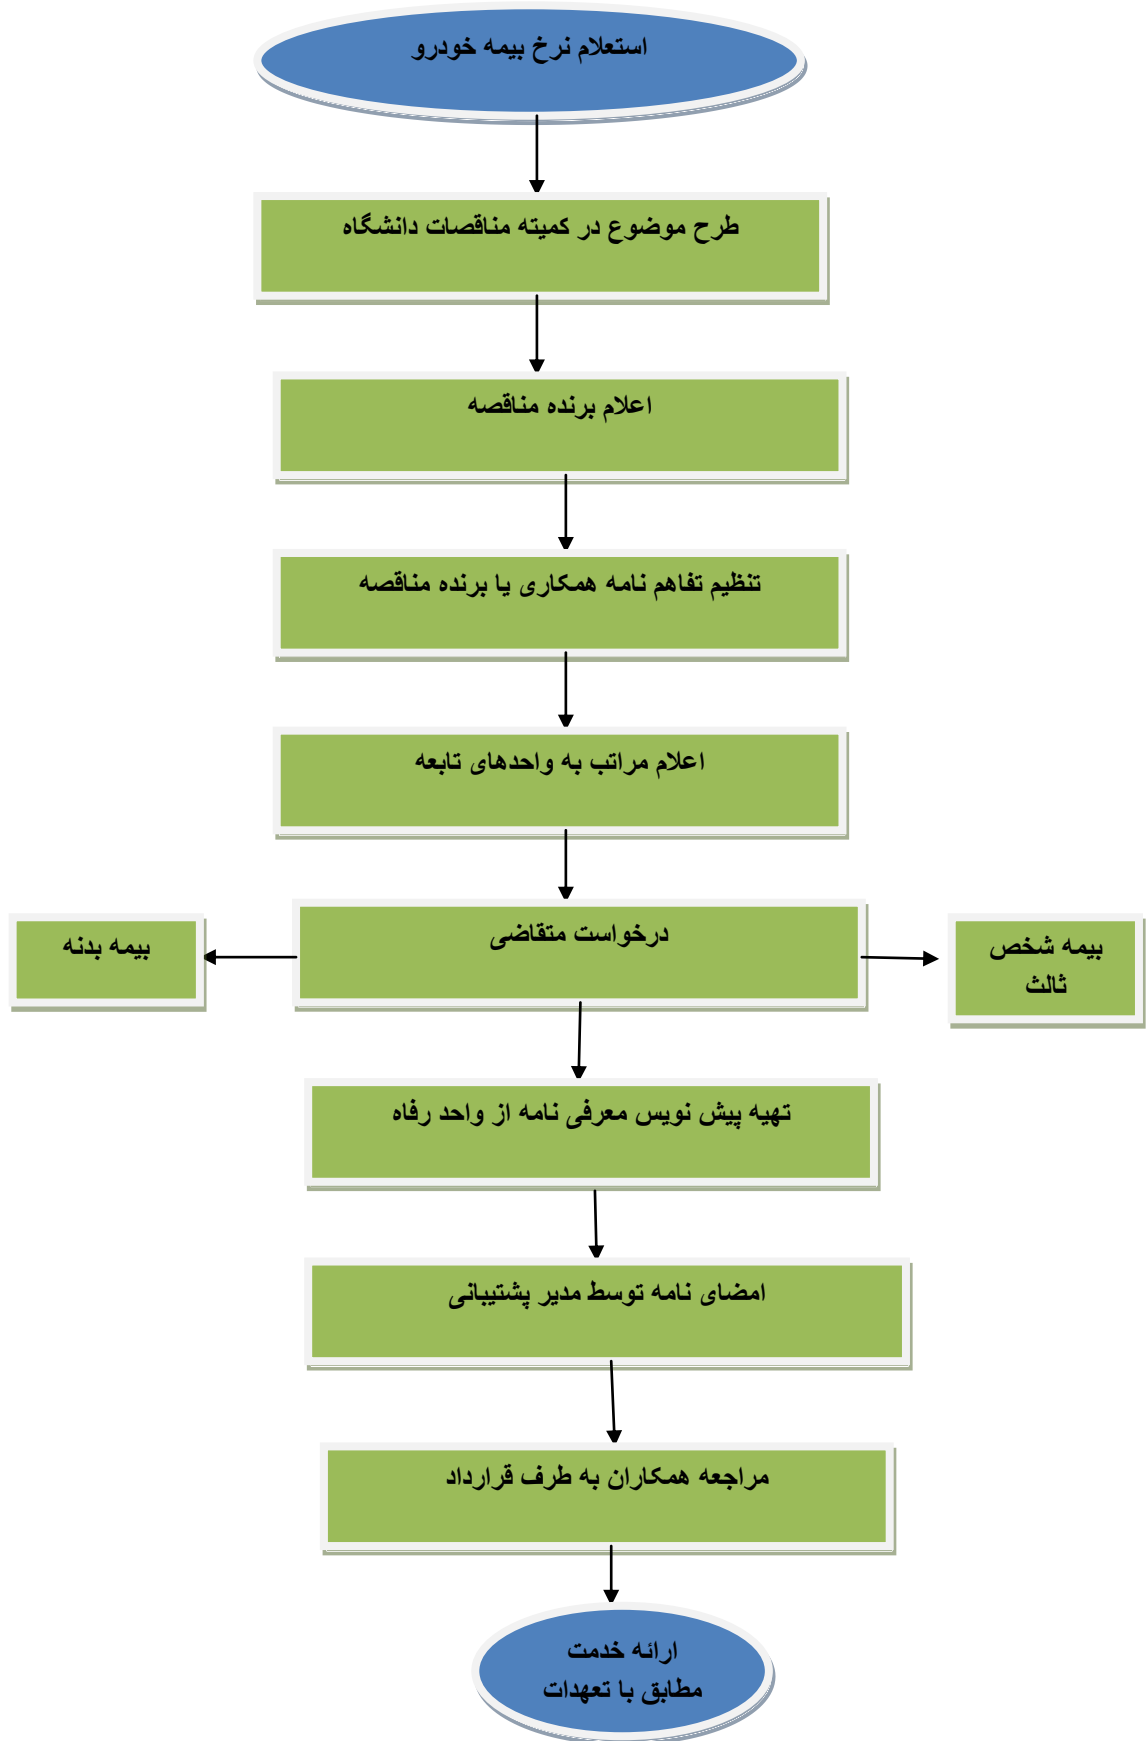 استعلام نرخ بیمه خودرو
طرح موضوع در کمیته مناقصات دانشگاه
اعلام برنده مناقصه
تنظیم تفاهم نامه همکاری یا برنده مناقصه
اعلام مراتب به واحدهای تابعه
درخواست متقاضی
بیمه شخص
ثالث
بیمه بدنه
تهیه پیش نویس معرفی نامه از واحد رفاه
امضای نامه توسط مدیر پشتیبانی
مراجعه همکاران به طرف قرارداد
ارائه خدمت
مطابق با تعهدات